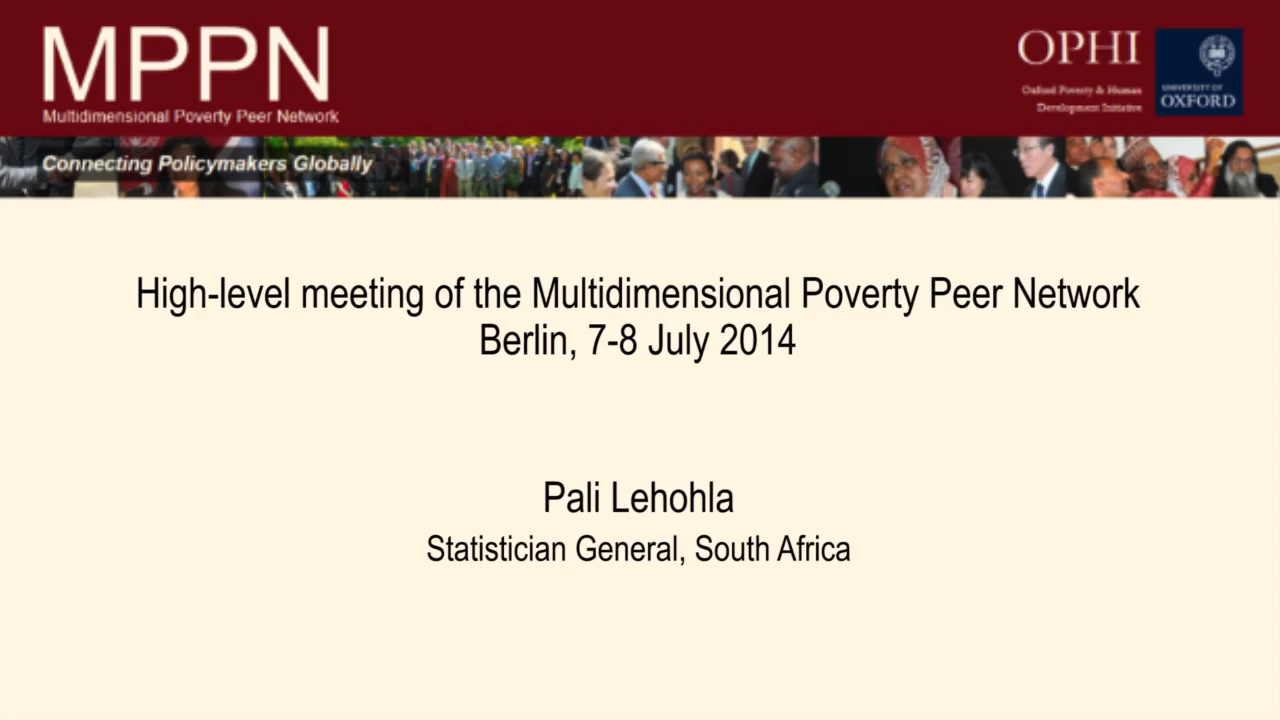 MPPN
Multidimensional Poverty Peer Network
OPHI
Oxford Poverty & Human
Development Initiative
UNIVERSITY OF
OXFORD
Connecting Policymakers Globally
High-level meeting of the Multidimensional Poverty Peer Network
Berlin, 7-8 July 2014
Pali Lehohla
Statistician General, South Africa